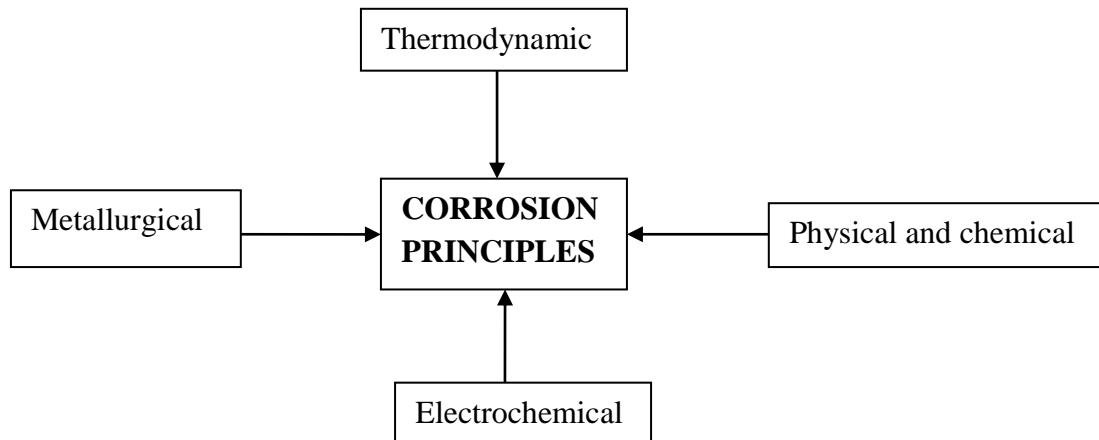 Thermodynamic
Metallurgical
CORROSION
PRINCIPLES
Physical and chemical
Electrochemical